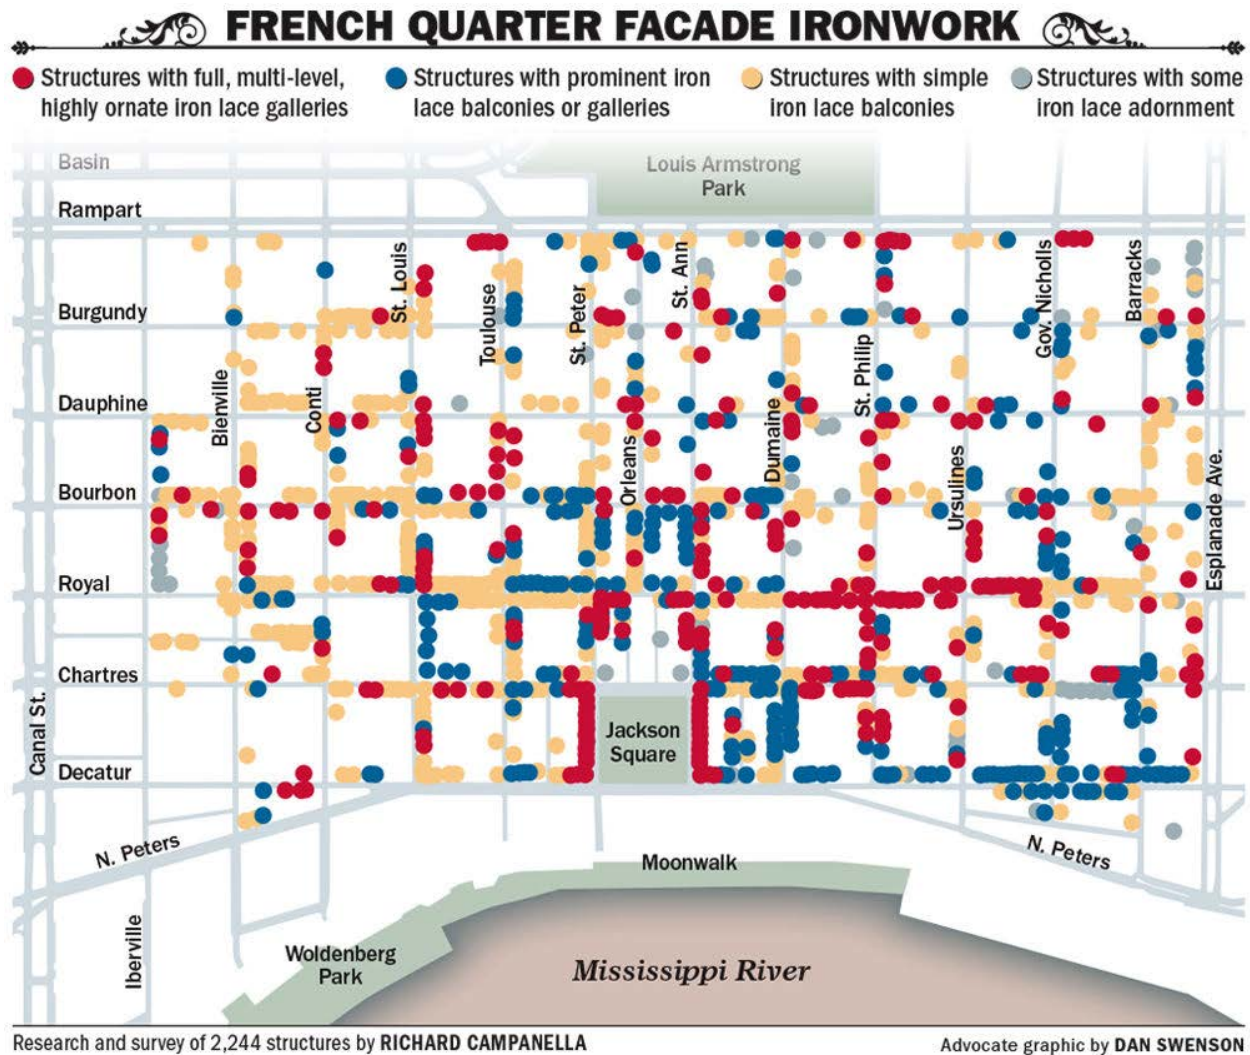 FRENCH QUARTER FACADE IRONWORK
Structures with full, multi-level,
highly ornate iron lace galleries
Structures with prominent iron
lace balconies or galleries
Structures with simple
iron lace balconies
Structures with some
iron lace adornment
Basin
Louis Armstrong
Park
Rampart
St. Louis
St. Ann
Gov. Nicholls
Barracks
Toulouse
St. Peter
Burgundy
St. Philip
Bienville
Conti
Dauphine
Dumaine
Orleans
Ursulines
Esplanade Ave.
Bourbon
Royal
Chartres
Canal St.
Jackson
Square
Decatur
N. Peters
N. Peters
Moonwalk
Iberville
Woldenberg
Park
Mississippi River
Research and survey of 2,244 structures by RICHARD CAMPANELLA
Advocate graphic by DAN SWENSON